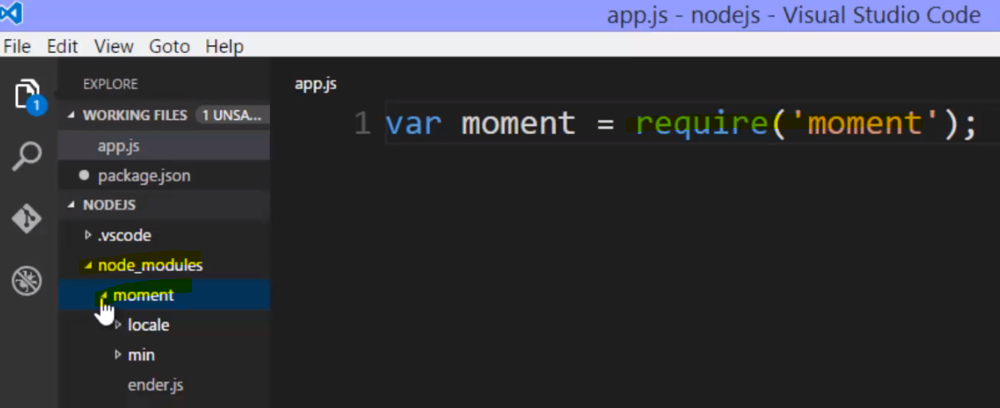 app.js - nodejs - Visual Studio Code
File Edit View Goto Help
EXPLORE
WORKING FILES 1 UNSA...
app.js
package.json
NODEJS
.vscode
node_modules
moment
locale
min
ender.js
1
app.js
1 var moment = require('moment');